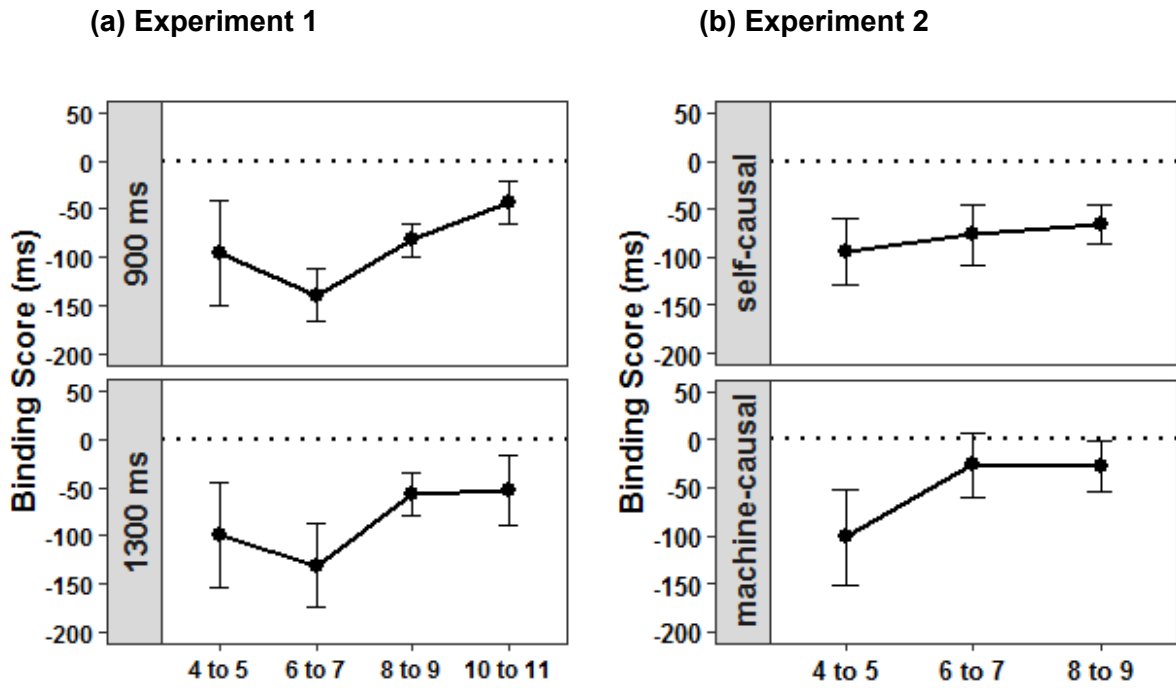 (a) Experiment 1
(b) Experiment 2
Binding Score (ms)
900 ms
50
0
-50
-100
-150
-200
1300 ms
50
0
-50
-100
-150
-200
4 to 5 6 to 7 8 to 9 10 to 11
Binding Score (ms)
self-causal
50
0
-50
-100
-150
-200
machine-causal
50
0
-50
-100
-150
-200
4 to 5 6 to 7 8 to 9